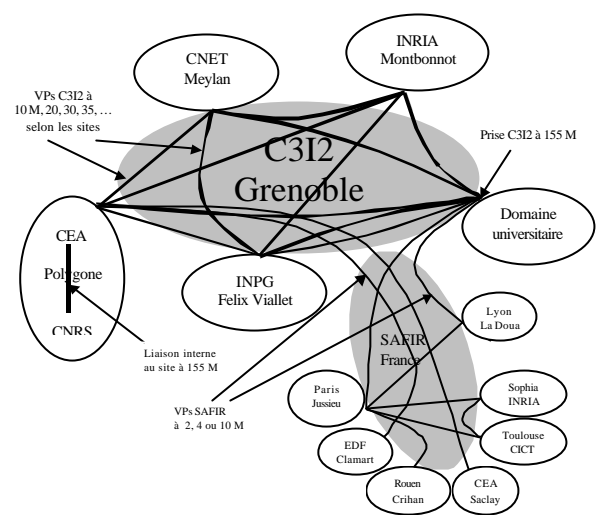 INRIA
Montbonnot
CNET
Meylan
VPs C3I2 à
10 M, 20, 30, 35, …
selon les sites
C3I2
Grenoble
Prise C3I2 à 155 M
CEA
Polygone
CNRS
Domaine
universitaire
INPG
Felix Viallet
Lyon
La Doua
SAFIR
France
Liaison interne
au site à 155 M
Paris
Jussieu
Sophia
INRIA
VPs SAFIR
à 2, 4 ou 10 M
Toulouse
CICT
EDF
Clamart
Rouen
Crihan
CEA
Saclay